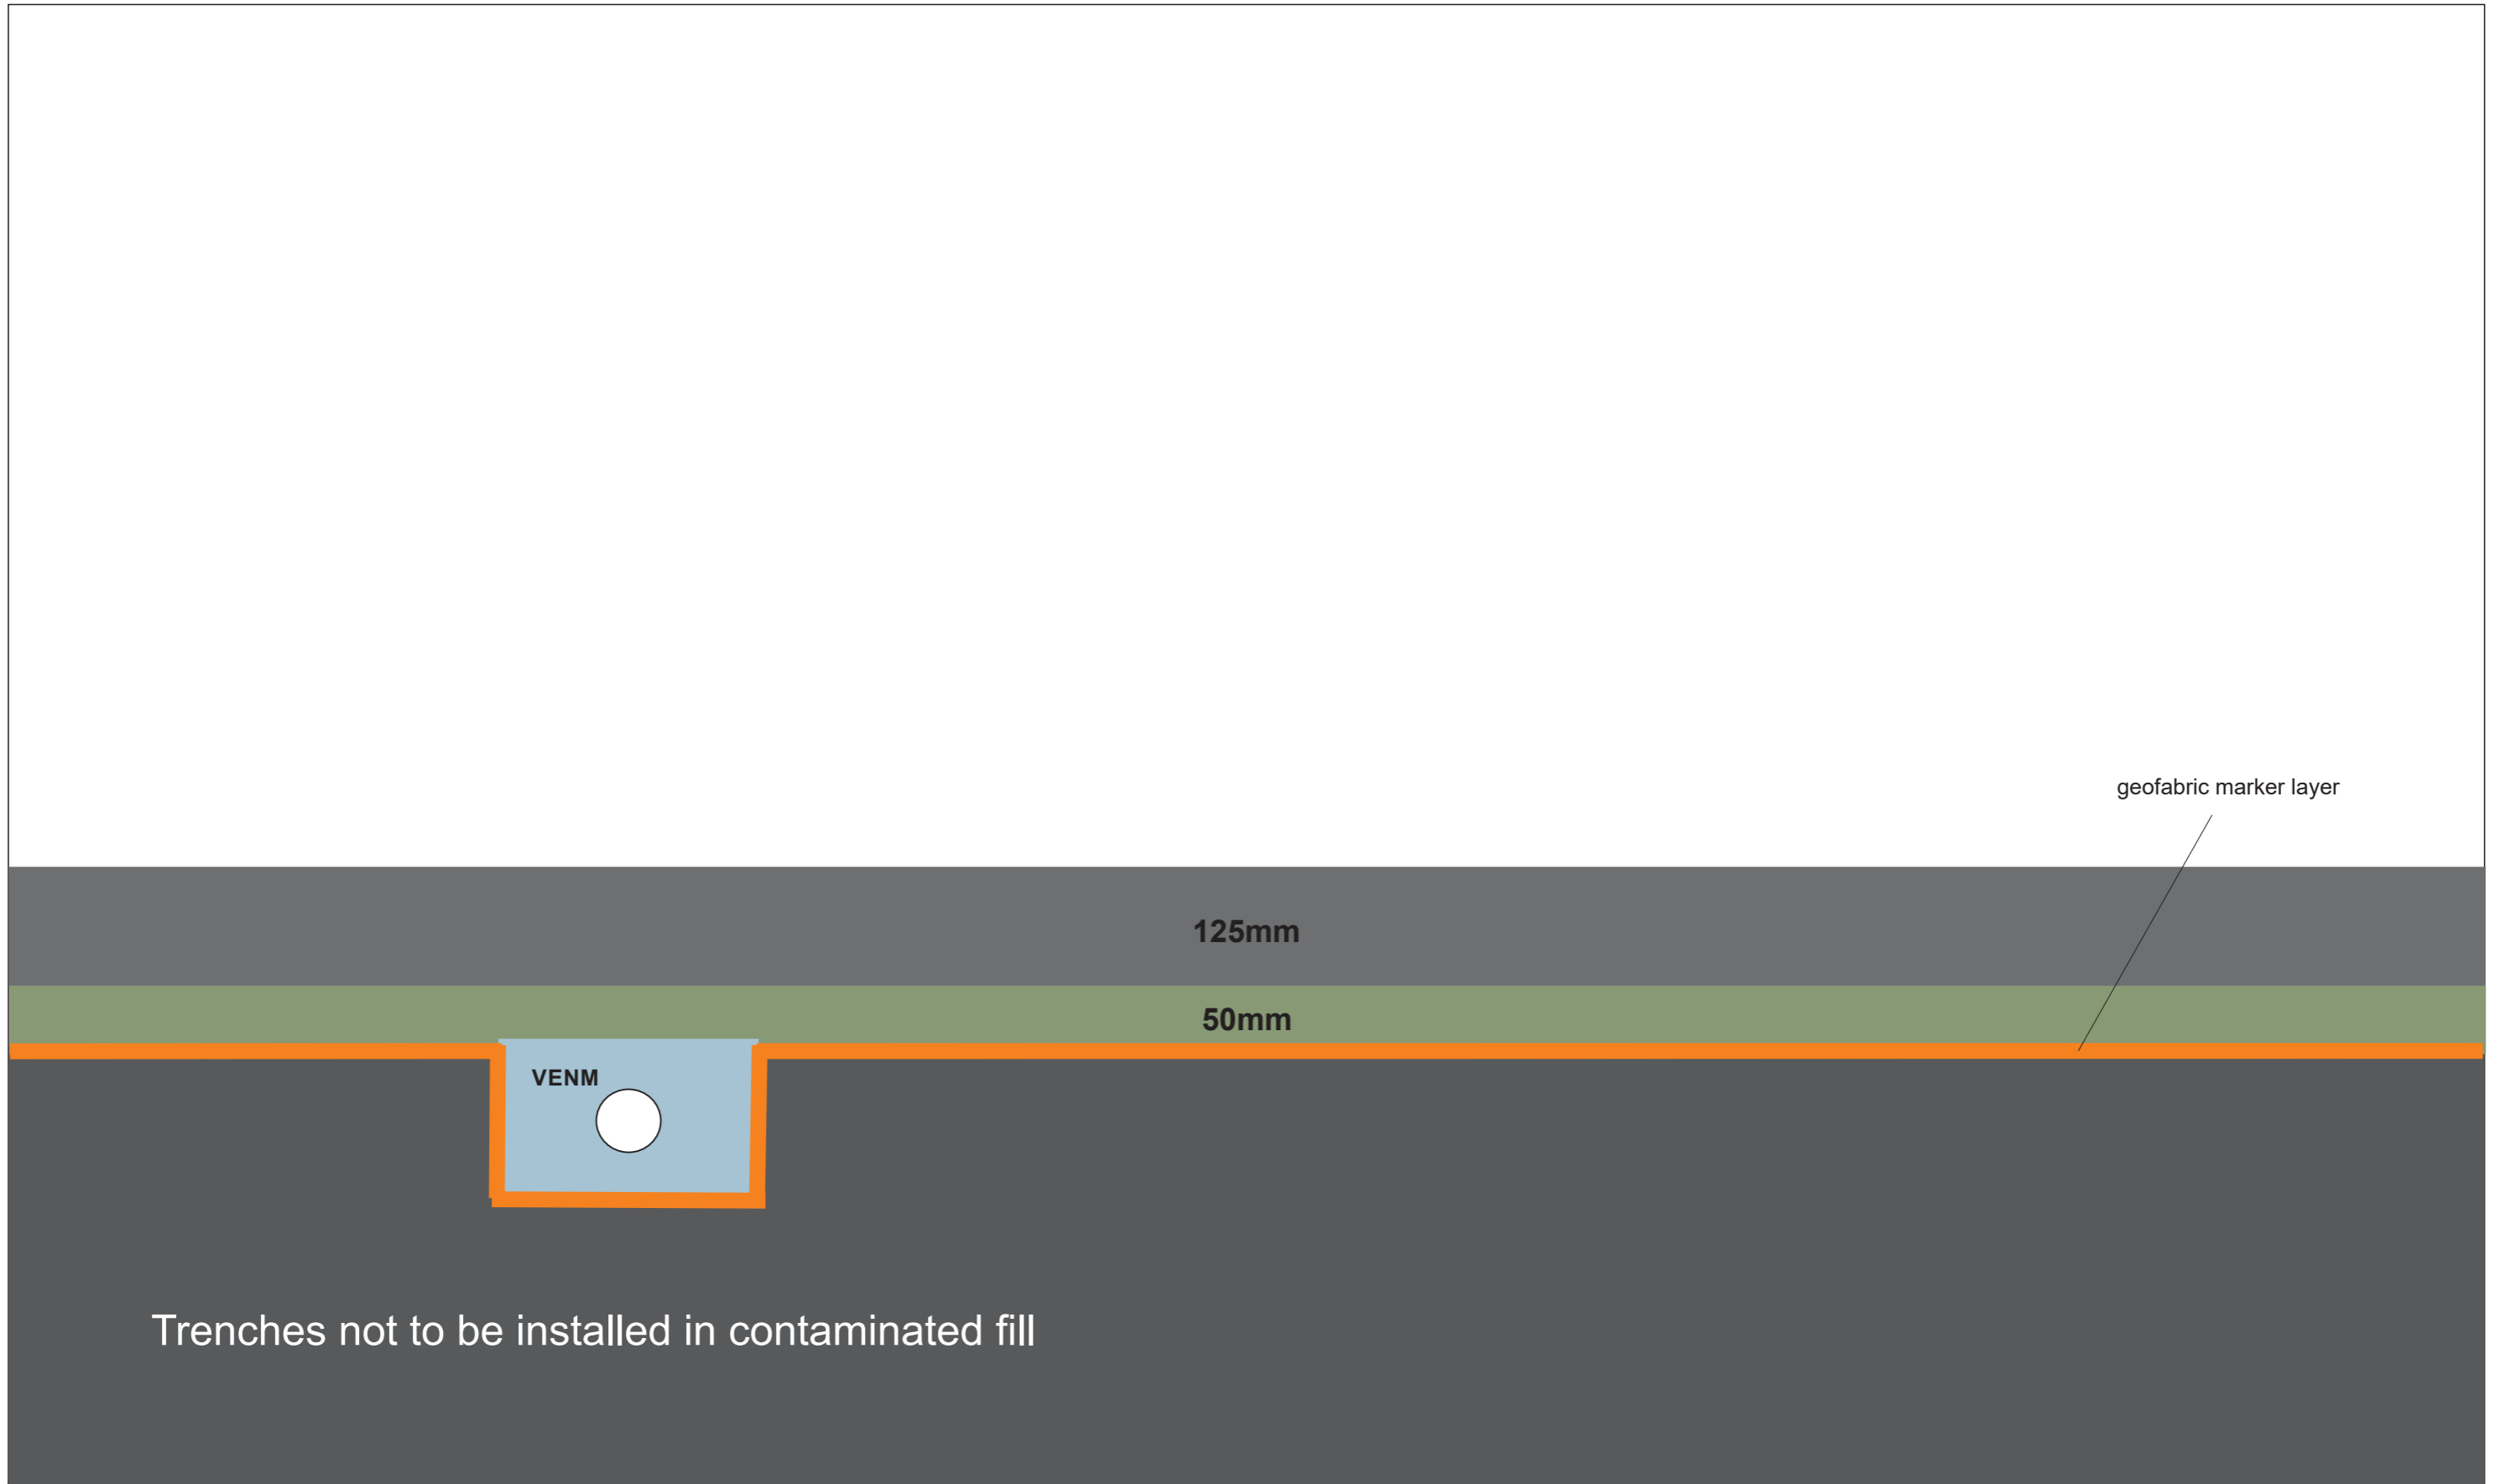 geofabric marker layer
125mm
50mm
VENM
Trenches not to be installed in contaminated fill